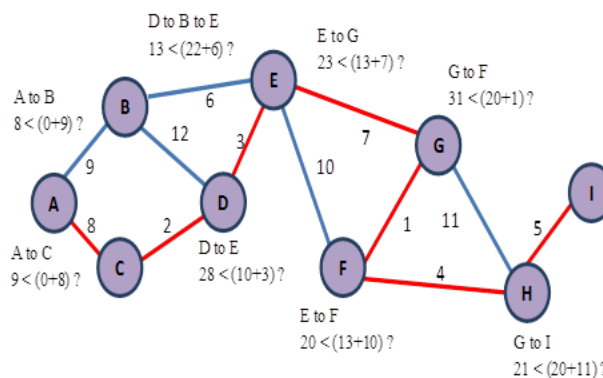 D to B to E
13 < (22+6) ?
E to G
23 < (13+7) ?
G to F
31 < (20+1) ?
A to B
8 < (0+9) ?
B
E
6
12
3
7
9
10
G
A
8
2
D
1
11
5
I
A to C
9 < (0+8) ?
C
D to E
28 < (10+3) ?
F
4
H
E to F
20 < (13+10) ?
G to I
21 < (20+11) ?